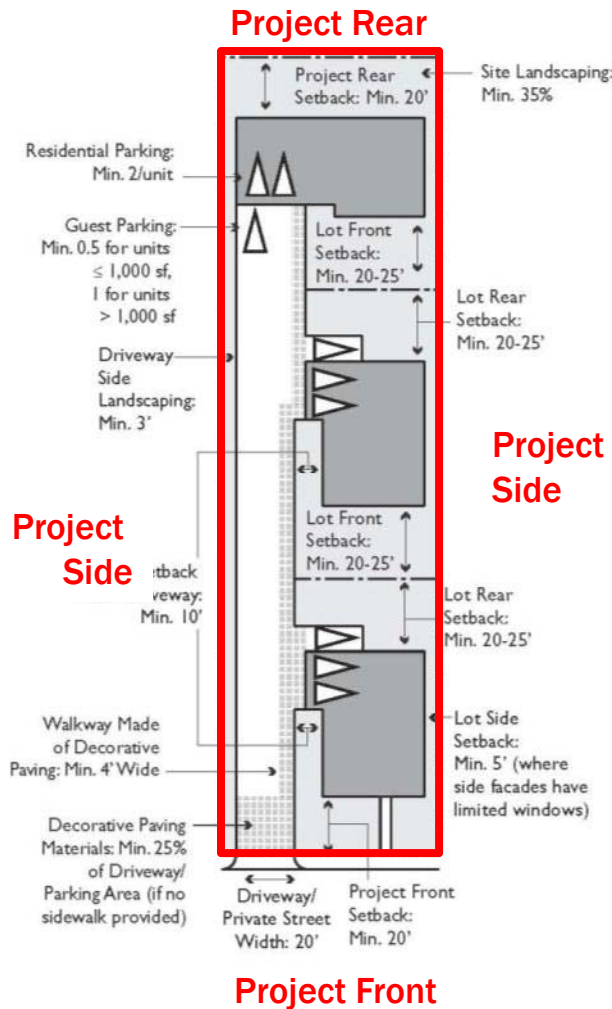 Project Rear
Project Rear
Setback: Min. 20'
Site Landscaping:
Min. 35%
Residential Parking:
Min. 2/unit
Guest Parking:
Min. 0.5 for units
≤ 1,000 sf,
1 for units
> 1,000 sf
Lot Front
Setback:
Min. 20-25'
Lot Rear
Setback:
Min. 20-25'
Driveway
Side
Landscaping:
Min. 3'
Project
Side
Project
Side
Lot Front
Setback:
Min. 20-25'
etback
veway:
Min. 10'
Lot Rear
Setback:
Min. 20-25'
Walkway Made
of Decorative
Paving: Min. 4' Wide
Lot Side
Setback:
Min. 5' (where
side facades have
limited windows)
Decorative Paving
Materials: Min. 25%
of Driveway/
Parking Area (if no
sidewalk provided)
Driveway/
Private Street
Width: 20'
Project Front
Setback:
Min. 20'
Project Front